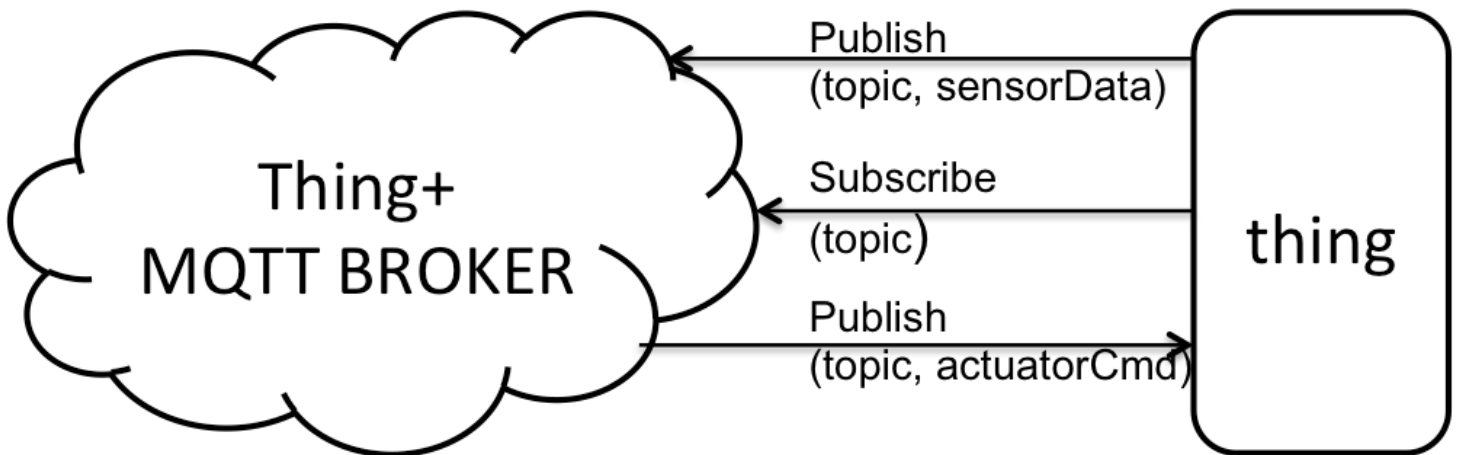 Thing+
MQTT BROKER
Publish
(topic, sensorData)
Subscribe
(topic)
Publish
(topic, actuatorCmd)
thing